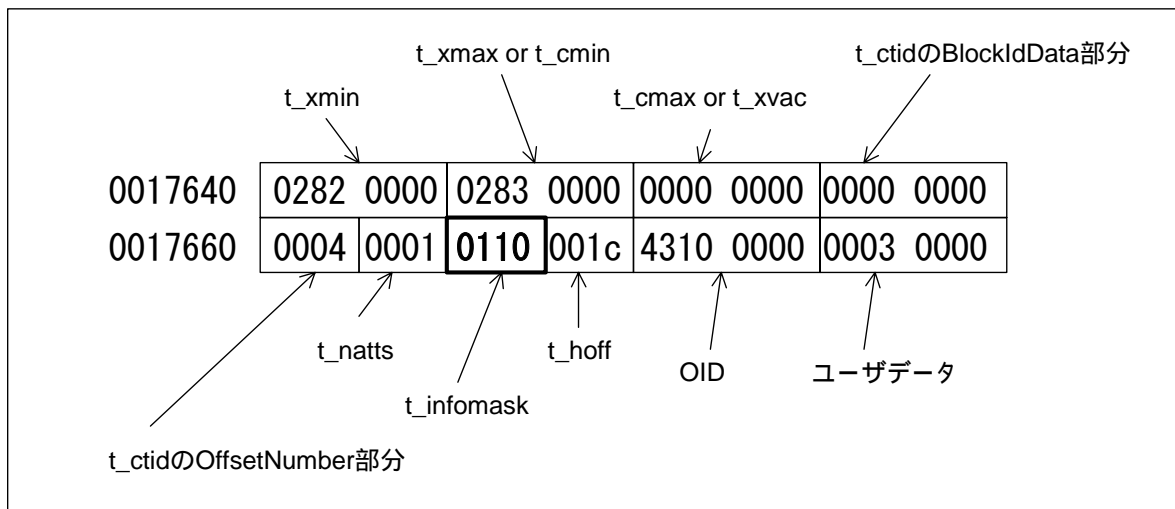 t_xmax or t_cmin
t_ctidのBlockIdData部分
t_xmin
t_cmax or t_xvac
0017640 0282 0000 0283 0000 0000 0000 0000 0000
0017660 0004 0001 0110 001c 4310 0000 0003 0000
t_natts
t_hoff
OID
ユーザデータ
t_infomask
t_ctidのOffsetNumber部分